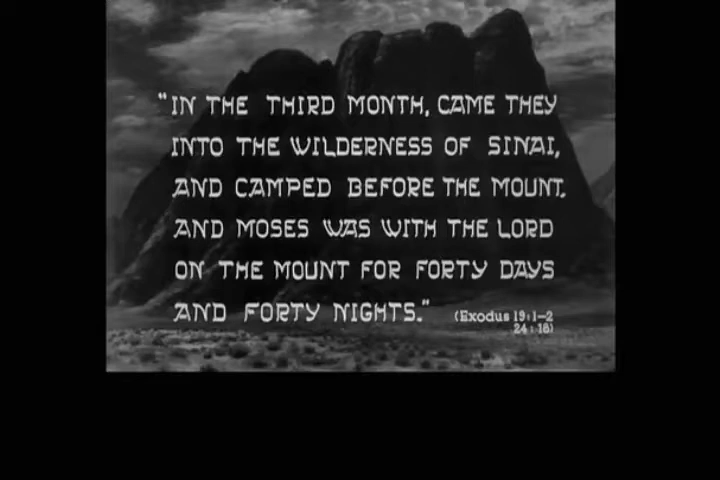 "IN THE THIRD MONTH, CAME THEY
INTO THE WILDERNESS OF SINAI,
AND CAMPED BEFORE THE MOUNT.
AND MOSES WAS WITH THE LORD
ON THE MOUNT FOR FORTY DAYS
AND FORTY NIGHTS." (Exodus 19:1-2
24:18)